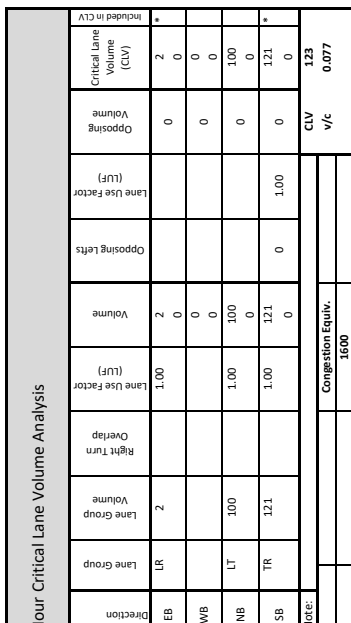 our Critical Lane Volume Analysis
Direction
Lane Group
Lane Group Volume
Right Turn Overlap
Lane Use Factor (LUF)
Volume
Opposing Lefts
Lane Use Factor (LUF)
Opposing Volume
Critical Lane Volume (CLV)
Included in CLV
EB LR 2 1.00 2 0 2 *
0 0
WB 0 0 0
0 0
NB LT 100 1.00 100 0 100
0 0
SB TR 121 1.00 121 0 1.00 0 121 *
0 0
ote: CLV 123
Congestion Equiv. v/c 0.077
1600